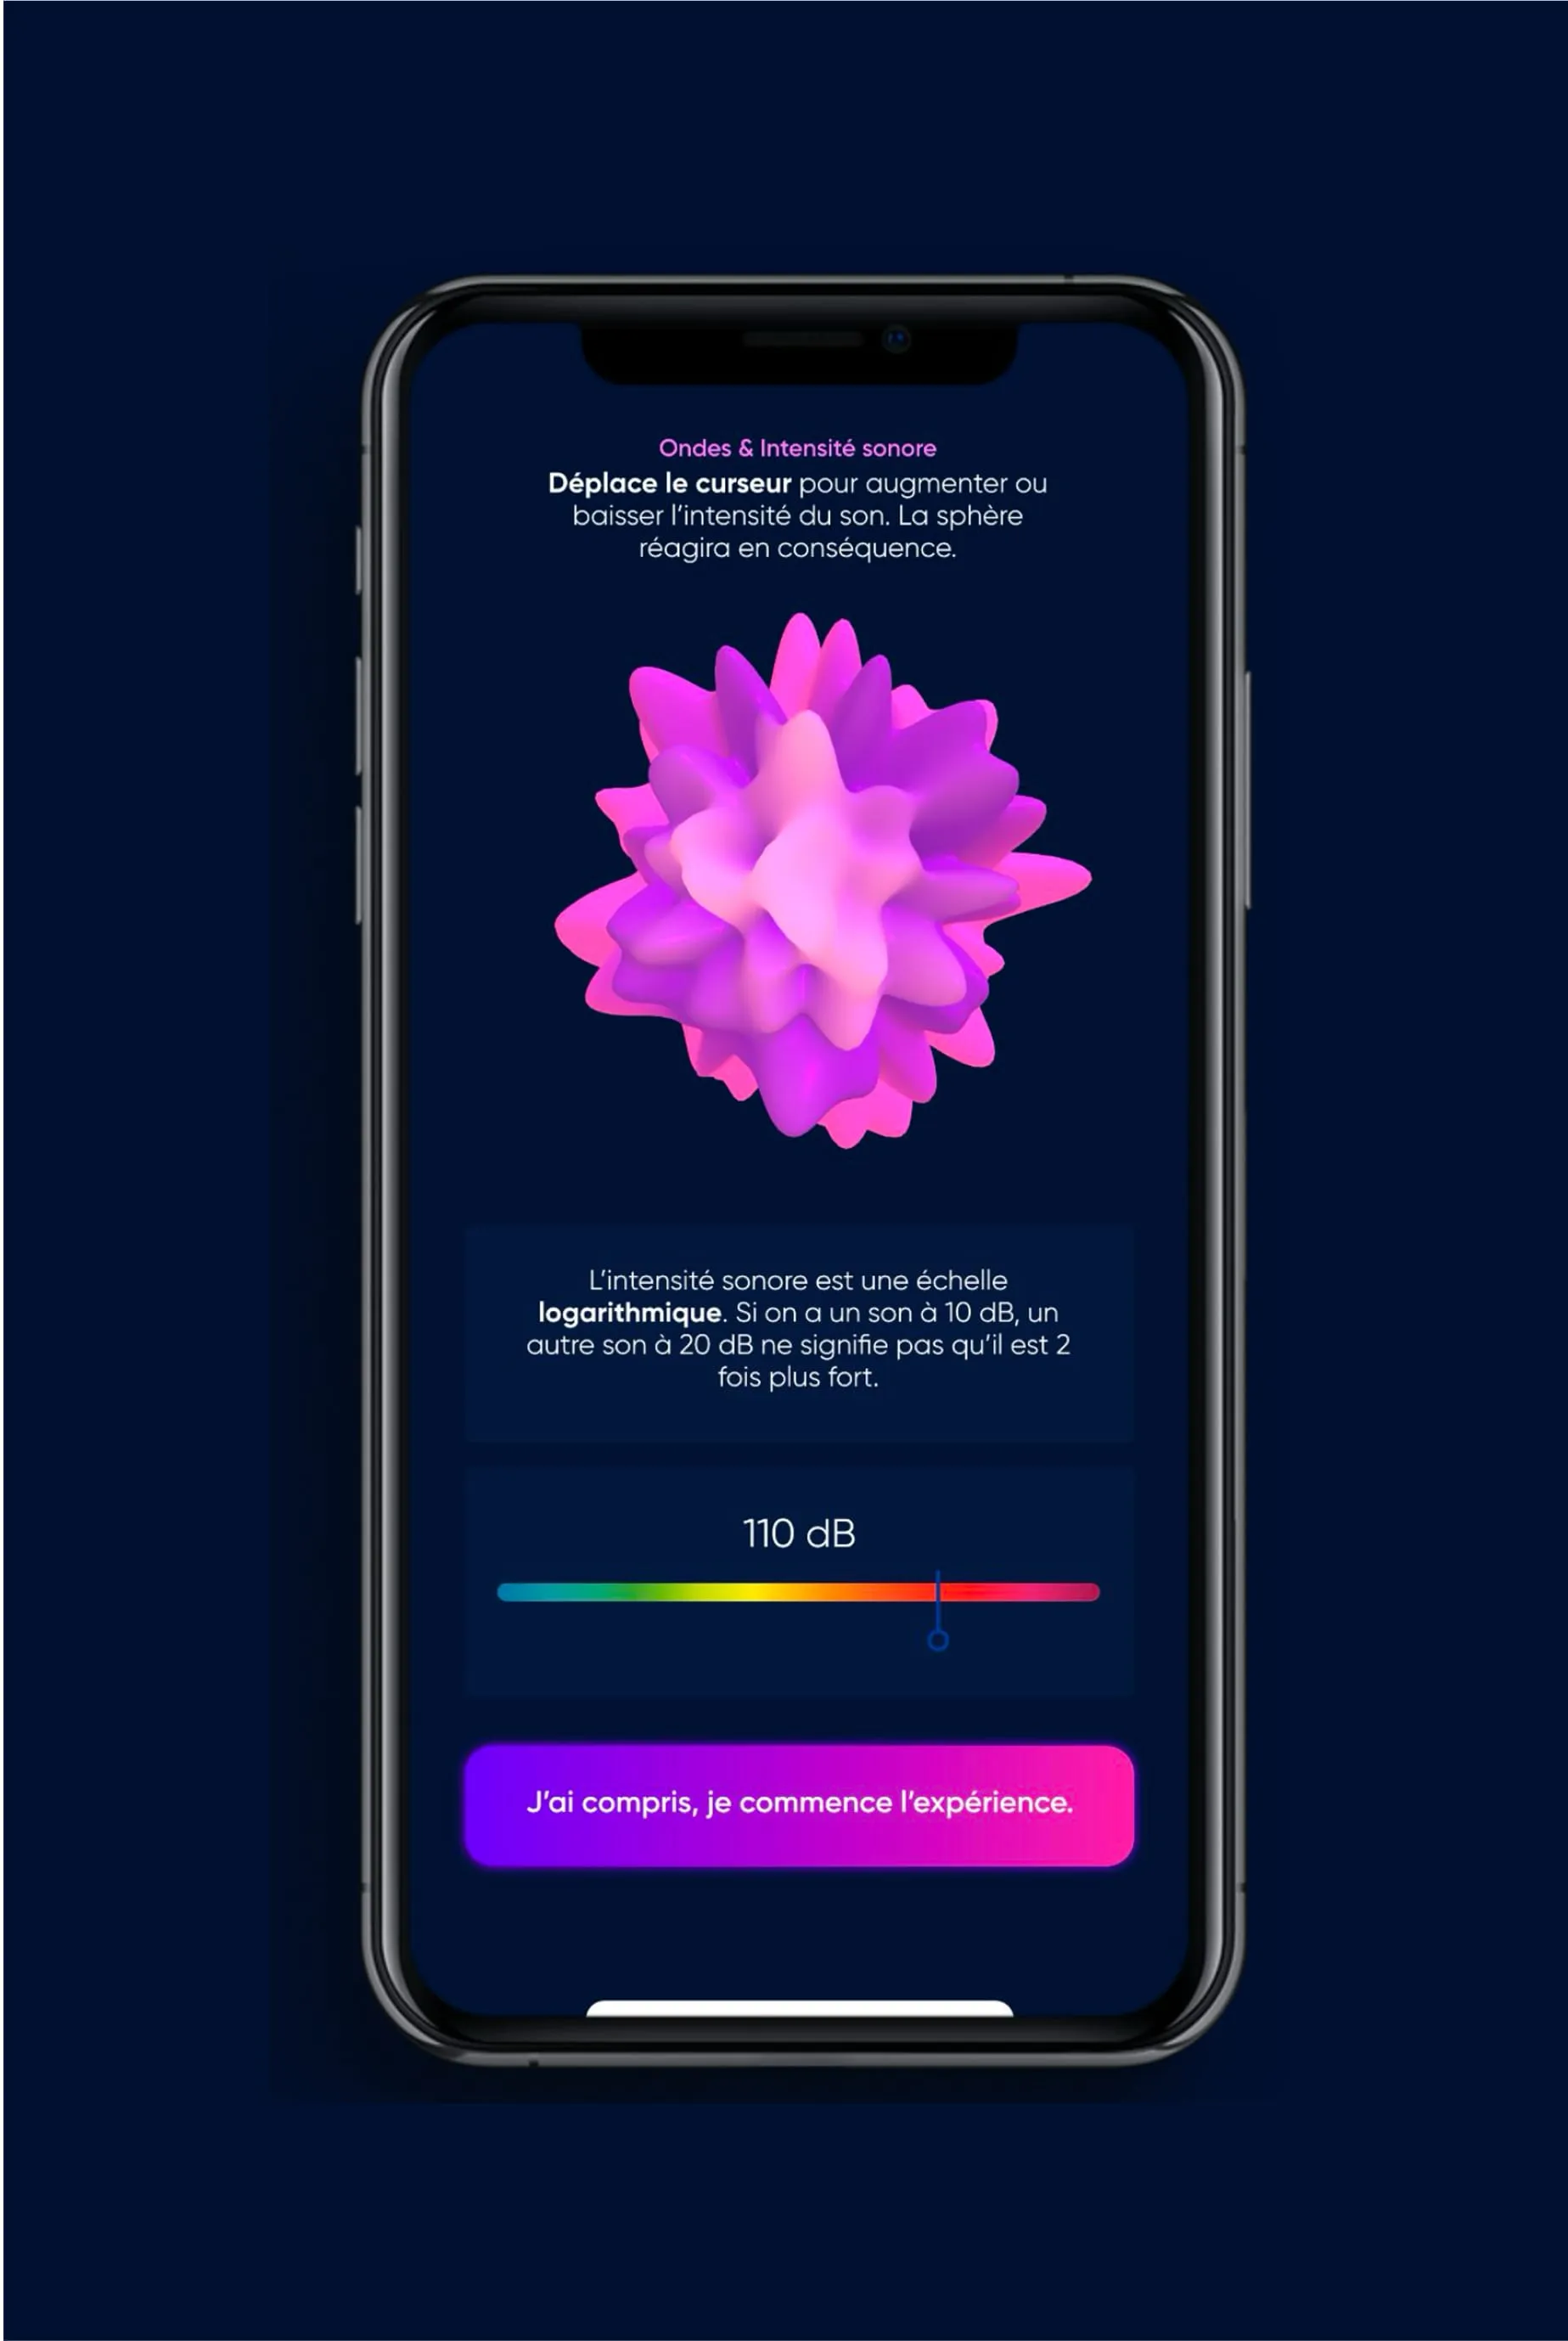 Ondes & Intensité sonore
Déplace le curseur pour augmenter ou
baisser l'intensité du son. La sphère
réagira en conséquence.
L'intensité sonore est une échelle
logarithmique. Si on a un son à 10 dB, un
autre son à 20 dB ne signifie pas qu'il est 2
fois plus fort.
110 dB
J'ai compris, je commence l'expérience.